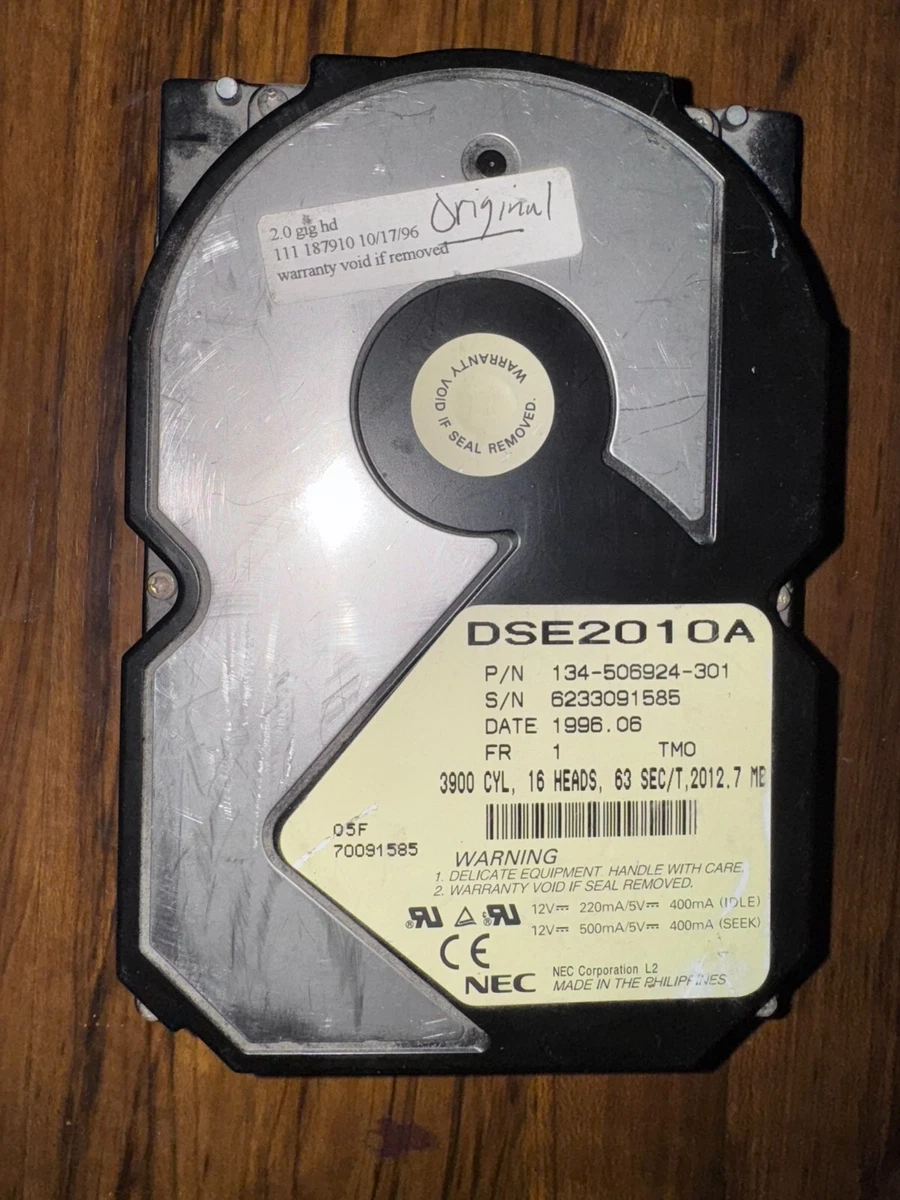 2.0 gig hd Original
111 187910 10/17/96
warranty void if removed
WARRANTY VOID IF SEAL REMOVED.
DSE2010A
P/N 134-506924-301
S/N 6233091585
DATE 1996.06
FR 1 TMO
3900 CYL, 16 HEADS, 63 SEC/T,2012.7 MB
05F
70091585
WARNING
1. DELICATE EQUIPMENT HANDLE WITH CARE.
2. WARRANTY VOID IF SEAL REMOVED.
12V⎓ 220mA/5V⎓ 400mA (IDLE)
12V⎓ 500mA/5V⎓ 400mA (SEEK)
CE
NEC NEC Corporation L2
MADE IN THE PHILIPPINES